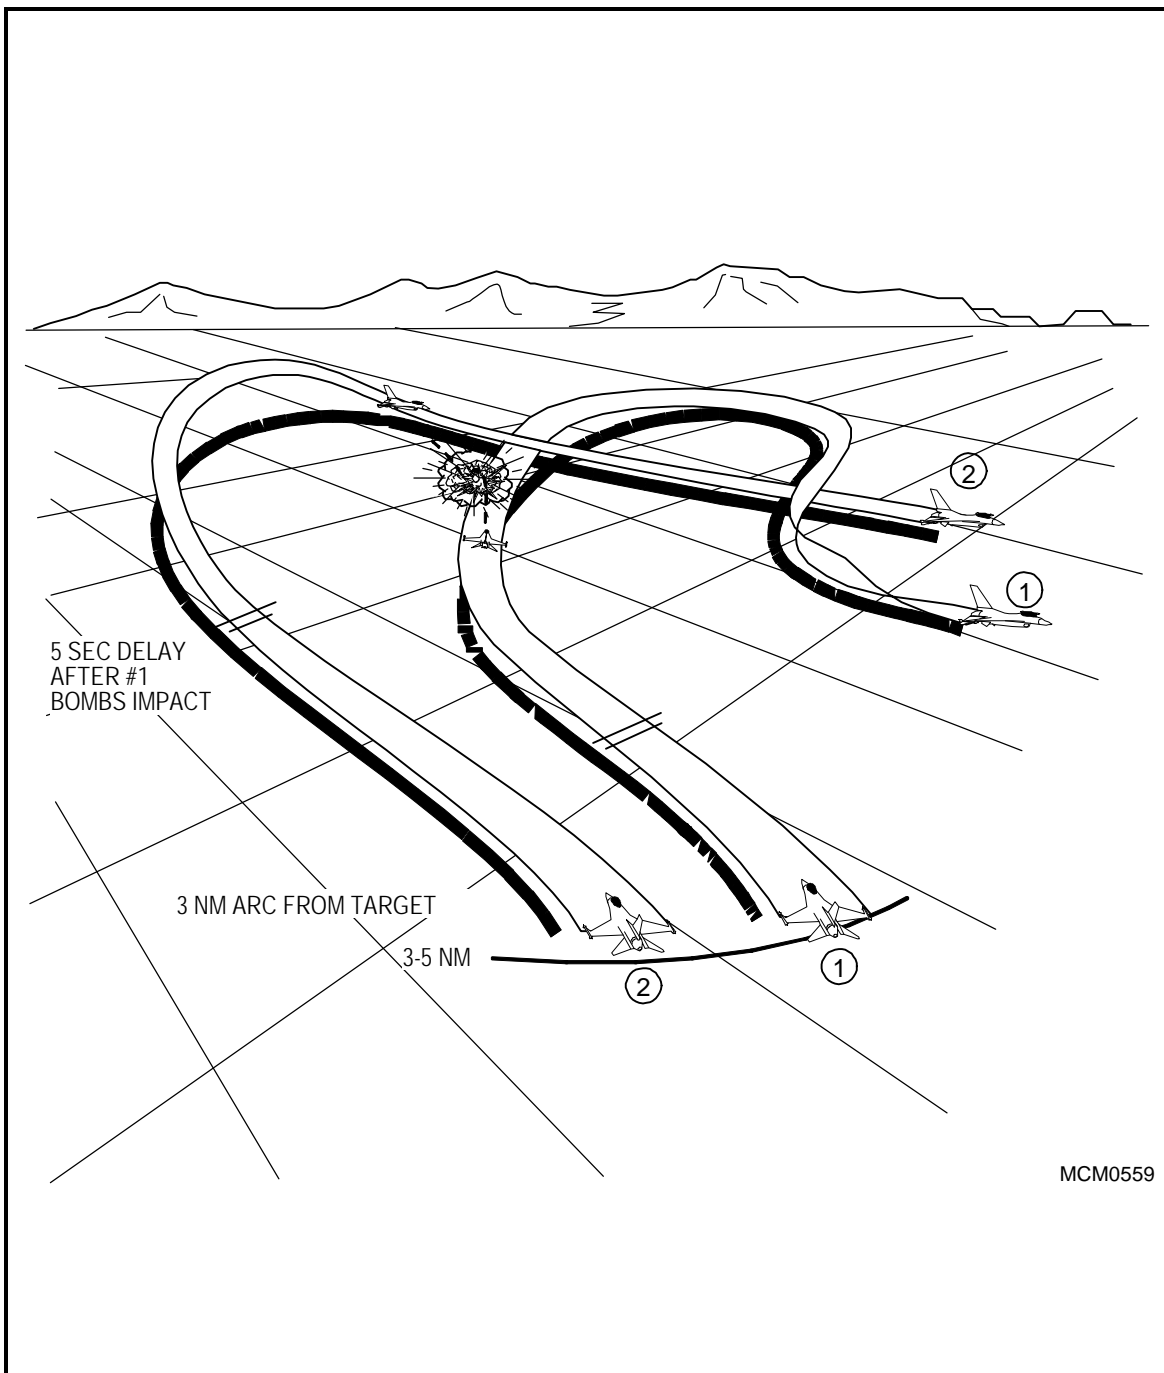 2
1
5 SEC DELAY
AFTER #1
BOMBS IMPACT
3 NM ARC FROM TARGET
3-5 NM
2
1
MCM0559